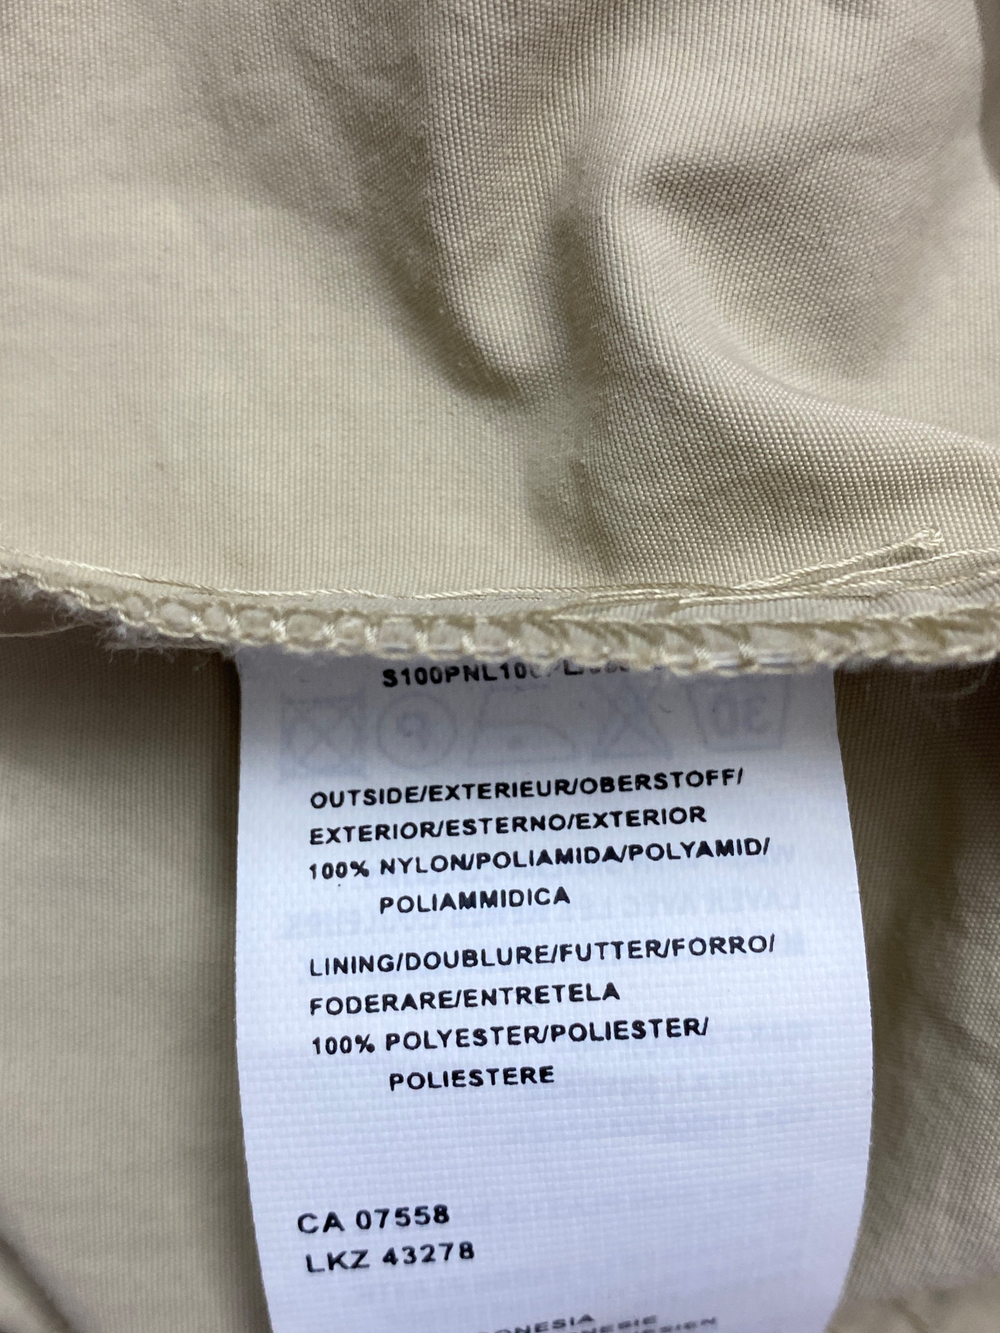 OUTSIDE/EXTERIEUR/OBERSTOFF/
EXTERIOR/ESTERNO/EXTERIOR
100% NYLON/POLIAMIDA/POLYAMID/
POLIAMMIDICA
LINING/DOUBLURE/FUTTER/FORRO/
FODERARE/ENTRETELA
100% POLYESTER/POLIESTER/
POLIESTERE
CA 07558
LKZ 43278